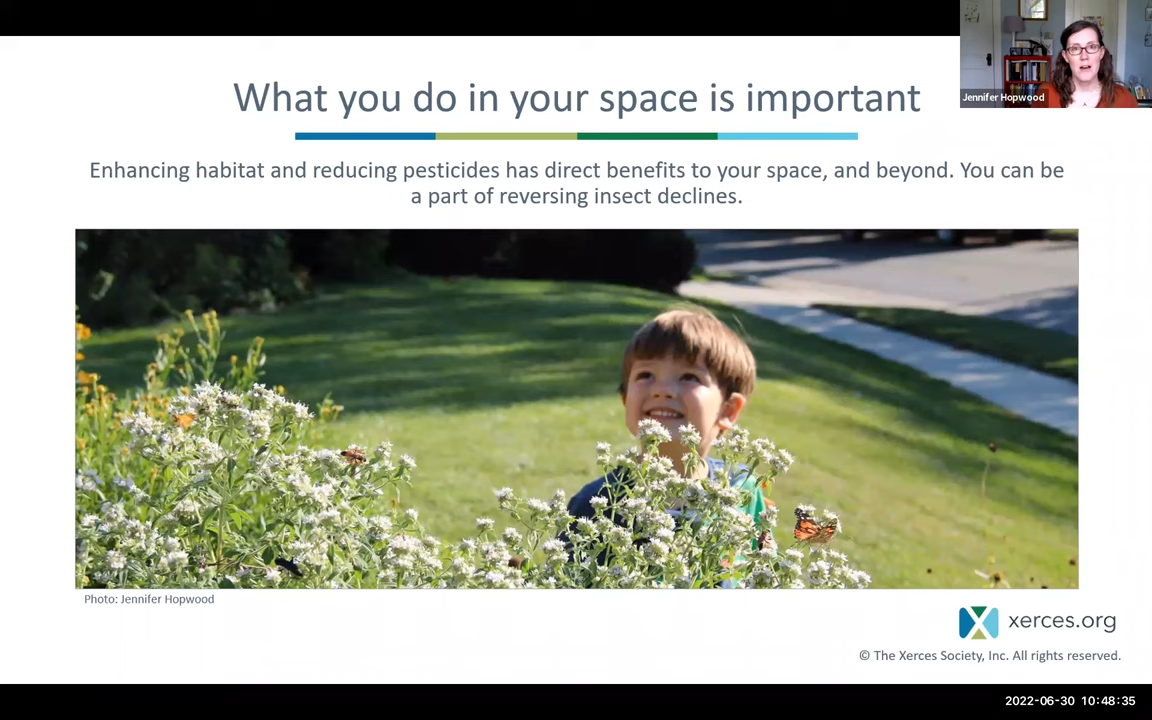 What you do in your space is important
Jennifer Hopwood
Enhancing habitat and reducing pesticides has direct benefits to your space, and beyond. You can be
a part of reversing insect declines.
Photo: Jennifer Hopwood
xerces.org
© The Xerces Society, Inc. All rights reserved.
2022-06-30 10:48:35